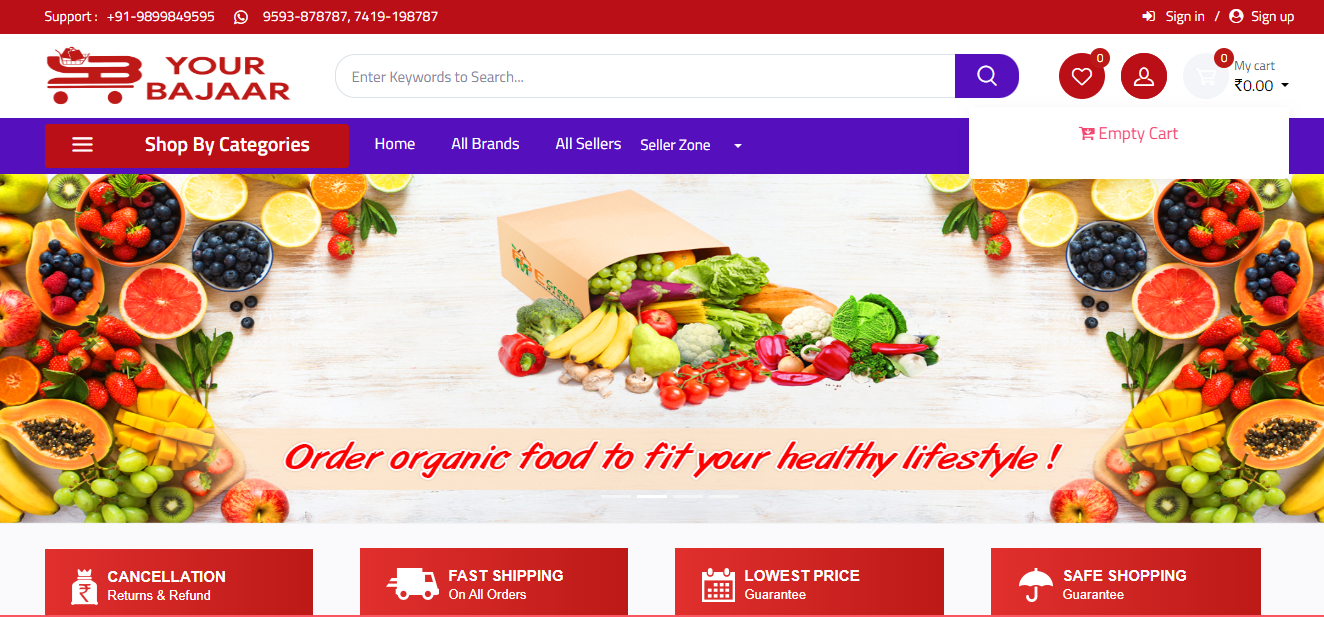 Support : +91-9899849595 9593-878787, 7419-198787
Sign in / Sign up
YOUR
BAJAAR
Enter Keywords to Search...
0
0
My cart
₹0.00
Empty Cart
Shop By Categories
Home
All Brands
All Sellers
Seller Zone
Order organic food to fit your healthy lifestyle !
CANCELLATION
Returns & Refund
FAST SHIPPING
On All Orders
LOWEST PRICE
Guarantee
SAFE SHOPPING
Guarantee